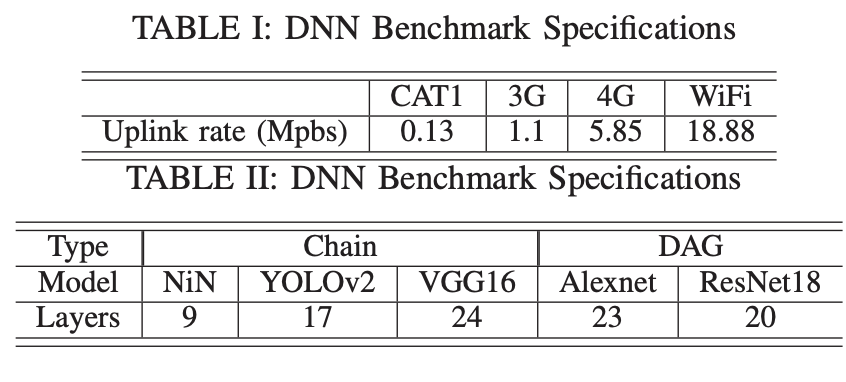 TABLE I: DNN Benchmark Specifications
CAT1 3G 4G WiFi
Uplink rate (Mpbs) 0.13 1.1 5.85 18.88
TABLE II: DNN Benchmark Specifications
Type Chain DAG
Model NiN YOLOv2 VGG16 Alexnet ResNet18
Layers 9 17 24 23 20